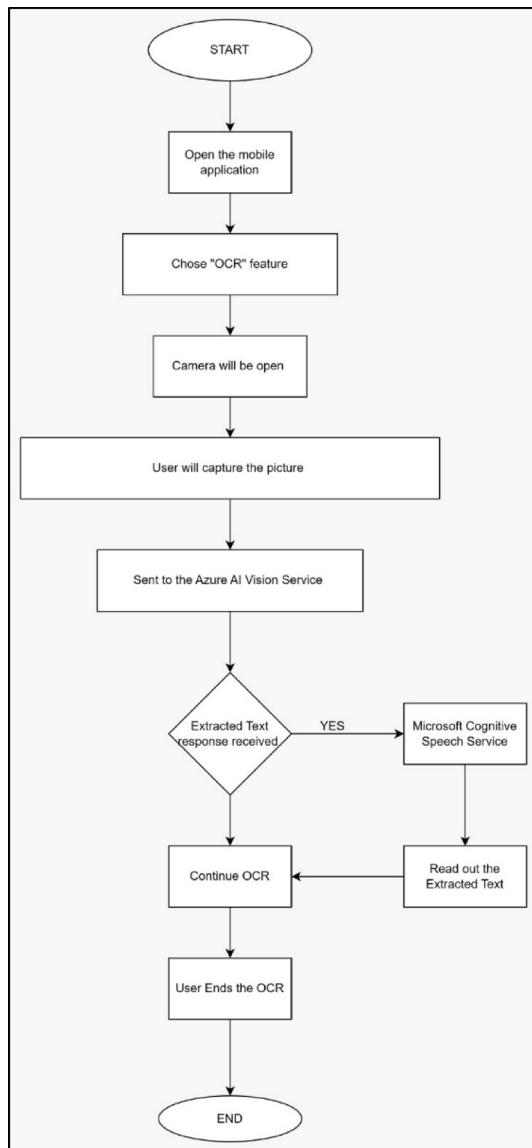 START
Open the mobile
application
Chose "OCR" feature
Camera will be open
User will capture the picture
Sent to the Azure AI Vision Service
Extracted Text
response received
YES
Microsoft Cognitive
Speech Service
Read out the
Extracted Text
Continue OCR
User Ends the OCR
END